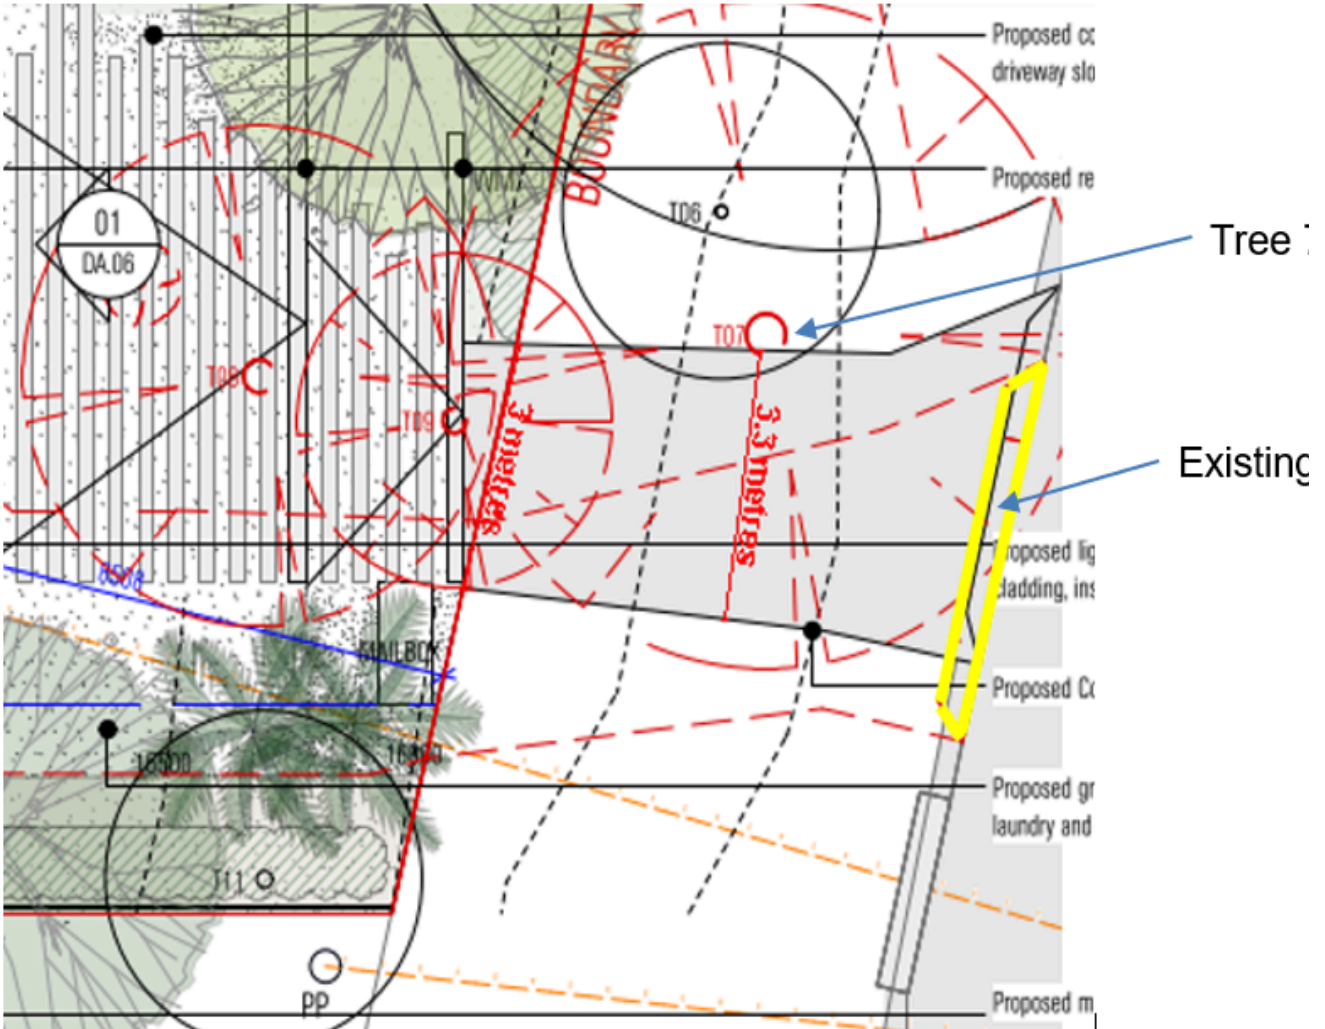 Proposed cc
driveway slo
BOUNDARY
Proposed re
WM
01
DA.06
T06
Tree 7
T07
T08
T09
3 metres
3.3 metres
Existing
roposed lig
cladding, ins
MAILBOX
Proposed Co
16500
Proposed gr
laundry and
T11
PP
Proposed m